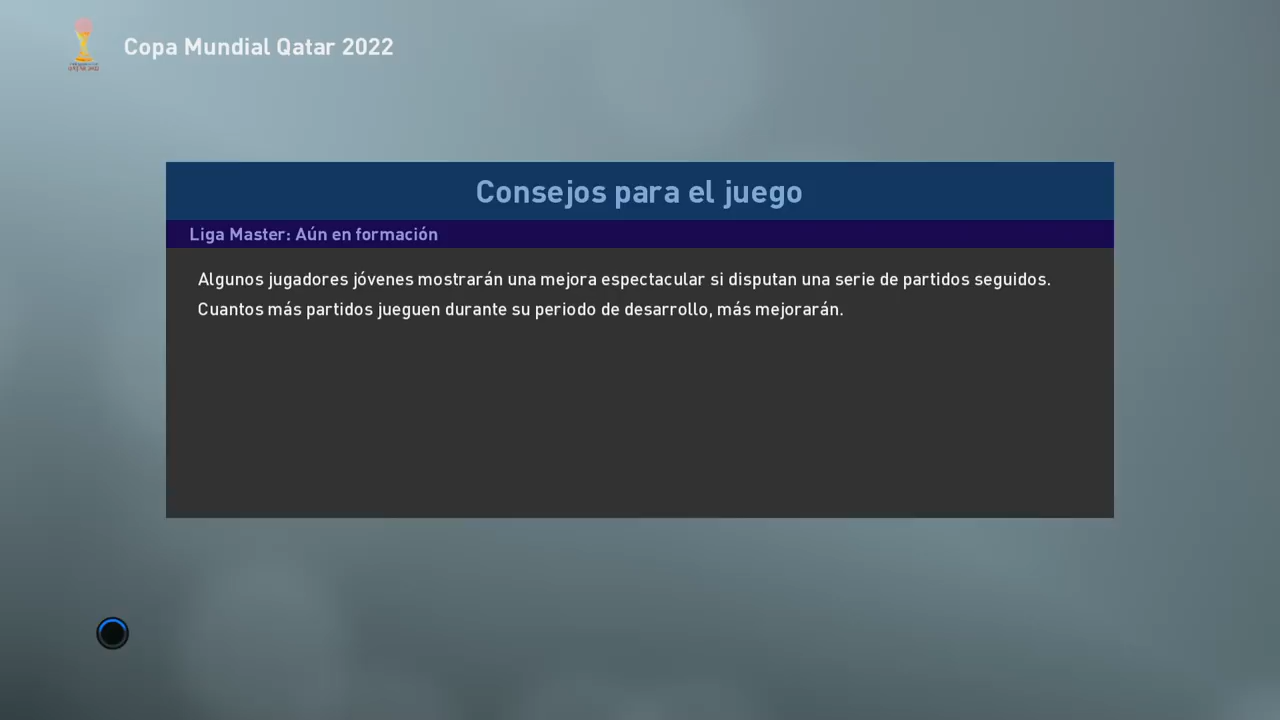 Copa Mundial Qatar 2022
Consejos para el juego
Liga Master: Aún en formación
Algunos jugadores jóvenes mostrarán una mejora espectacular si disputan una serie de partidos seguidos.
Cuantos más partidos jueguen durante su periodo de desarrollo, más mejorarán.